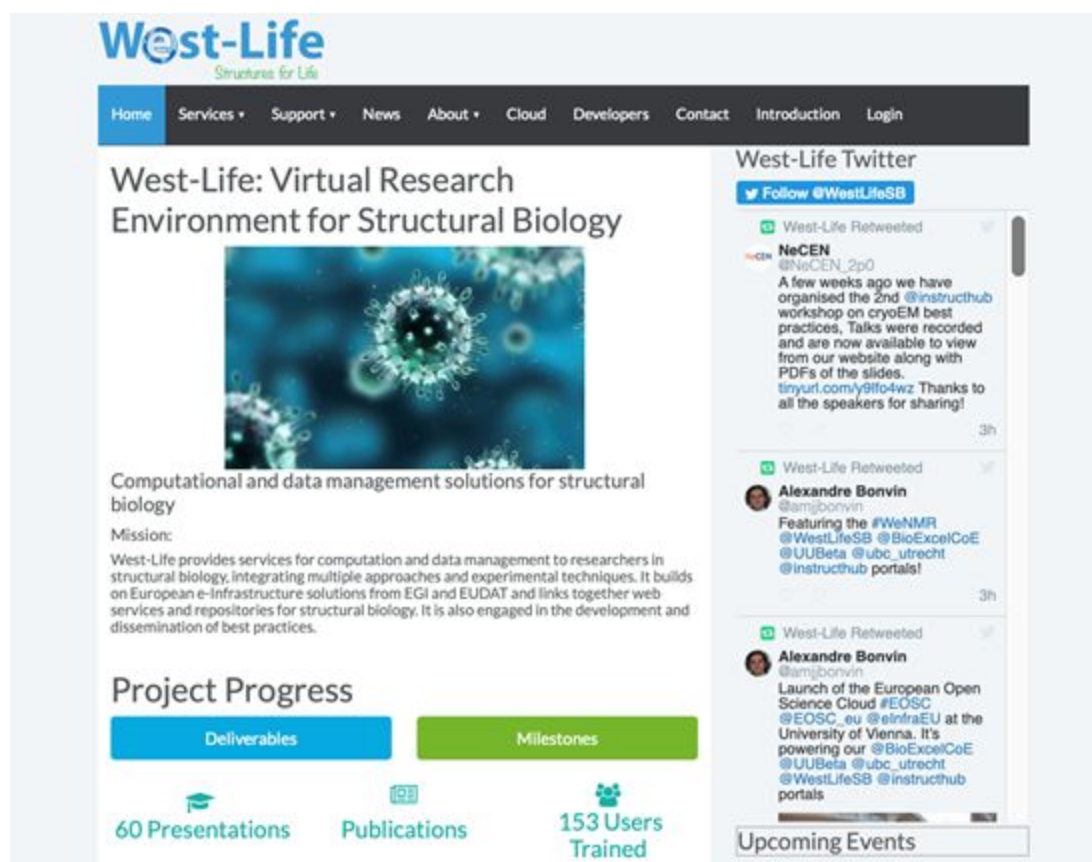 West-Life
Structures for Life
Home Services Support News About Cloud Developers Contact Introduction Login
West-Life: Virtual Research
Environment for Structural Biology
Computational and data management solutions for structural
biology
Mission:
West-Life provides services for computation and data management to researchers in
structural biology, integrating multiple approaches and experimental techniques. It builds
on European e-Infrastructure solutions from EGI and EUDAT and links together web
services and repositories for structural biology. It is also engaged in the development and
dissemination of best practices.
Project Progress
Deliverables Milestones
60 Presentations
Publications
153 Users
Trained
West-Life Twitter
Follow @WestLifeSB
West-Life Retweeted
NeCEN
NeCEN
@NeCEN_2p0
A few weeks ago we have
organised the 2nd @instructhub
workshop on cryoEM best
practices, Talks were recorded
and are now available to view
from our website along with
PDFs of the slides.
tinyurl.com/y9lfo4wz Thanks to
all the speakers for sharing!
3h
West-Life Retweeted
Alexandre Bonvin
@amjjbonvin
Featuring the #WeNMR
@WestLifeSB @BioExcelCoE
@UUBeta @ubc_utrecht
@instructhub portals!
3h
West-Life Retweeted
Alexandre Bonvin
@amjjbonvin
Launch of the European Open
Science Cloud #EOSC
@EOSC_eu @eInfraEU at the
University of Vienna. It's
powering our @BioExcelCoE
@UUBeta @ubc_utrecht
@WestLifeSB @instructhub
portals
Upcoming Events